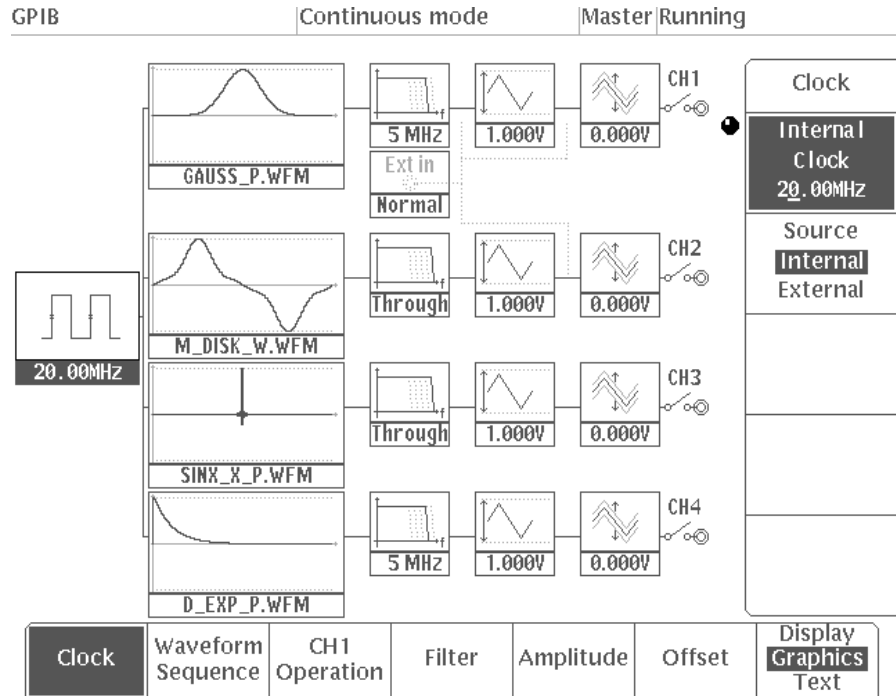 GPIB Continuous mode Master Running
GAUSS_P.WFM
5 MHz
1.000V
0.000V
CH1
Ext in
Normal
M_DISK_W.WFM
Through
1.000V
0.000V
CH2
20.00MHz
SINX_X_P.WFM
Through
1.000V
0.000V
CH3
D_EXP_P.WFM
5 MHz
1.000V
0.000V
CH4
f
f
f
f
Clock
Internal
Clock
20.00MHz
Source
Internal
External
Clock
Waveform
Sequence
CH1
Operation
Filter
Amplitude
Offset
Display
Graphics
Text